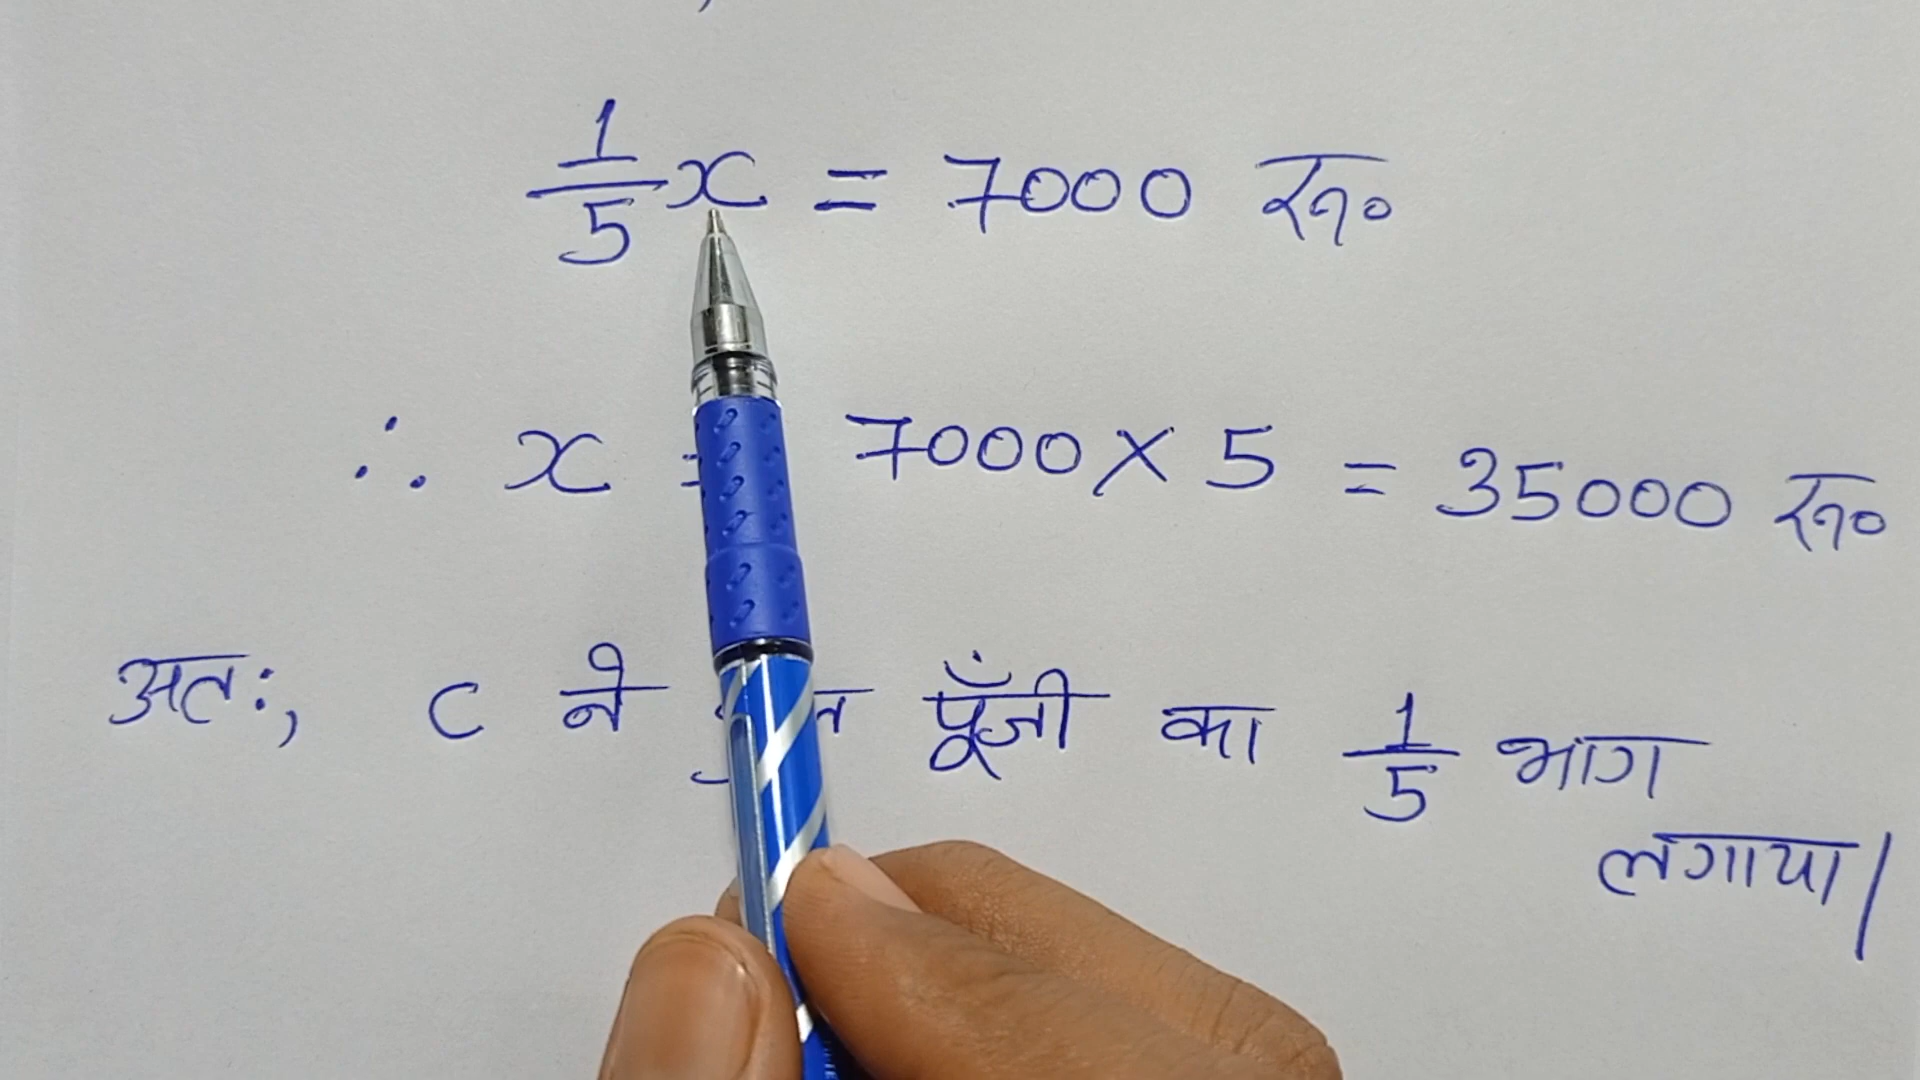 1/5 x = 7000 रू०
∴ x = 7000 × 5 = 35000 रू०
अतः, C ने पूँजी का 1/5 भाग
लगाया।